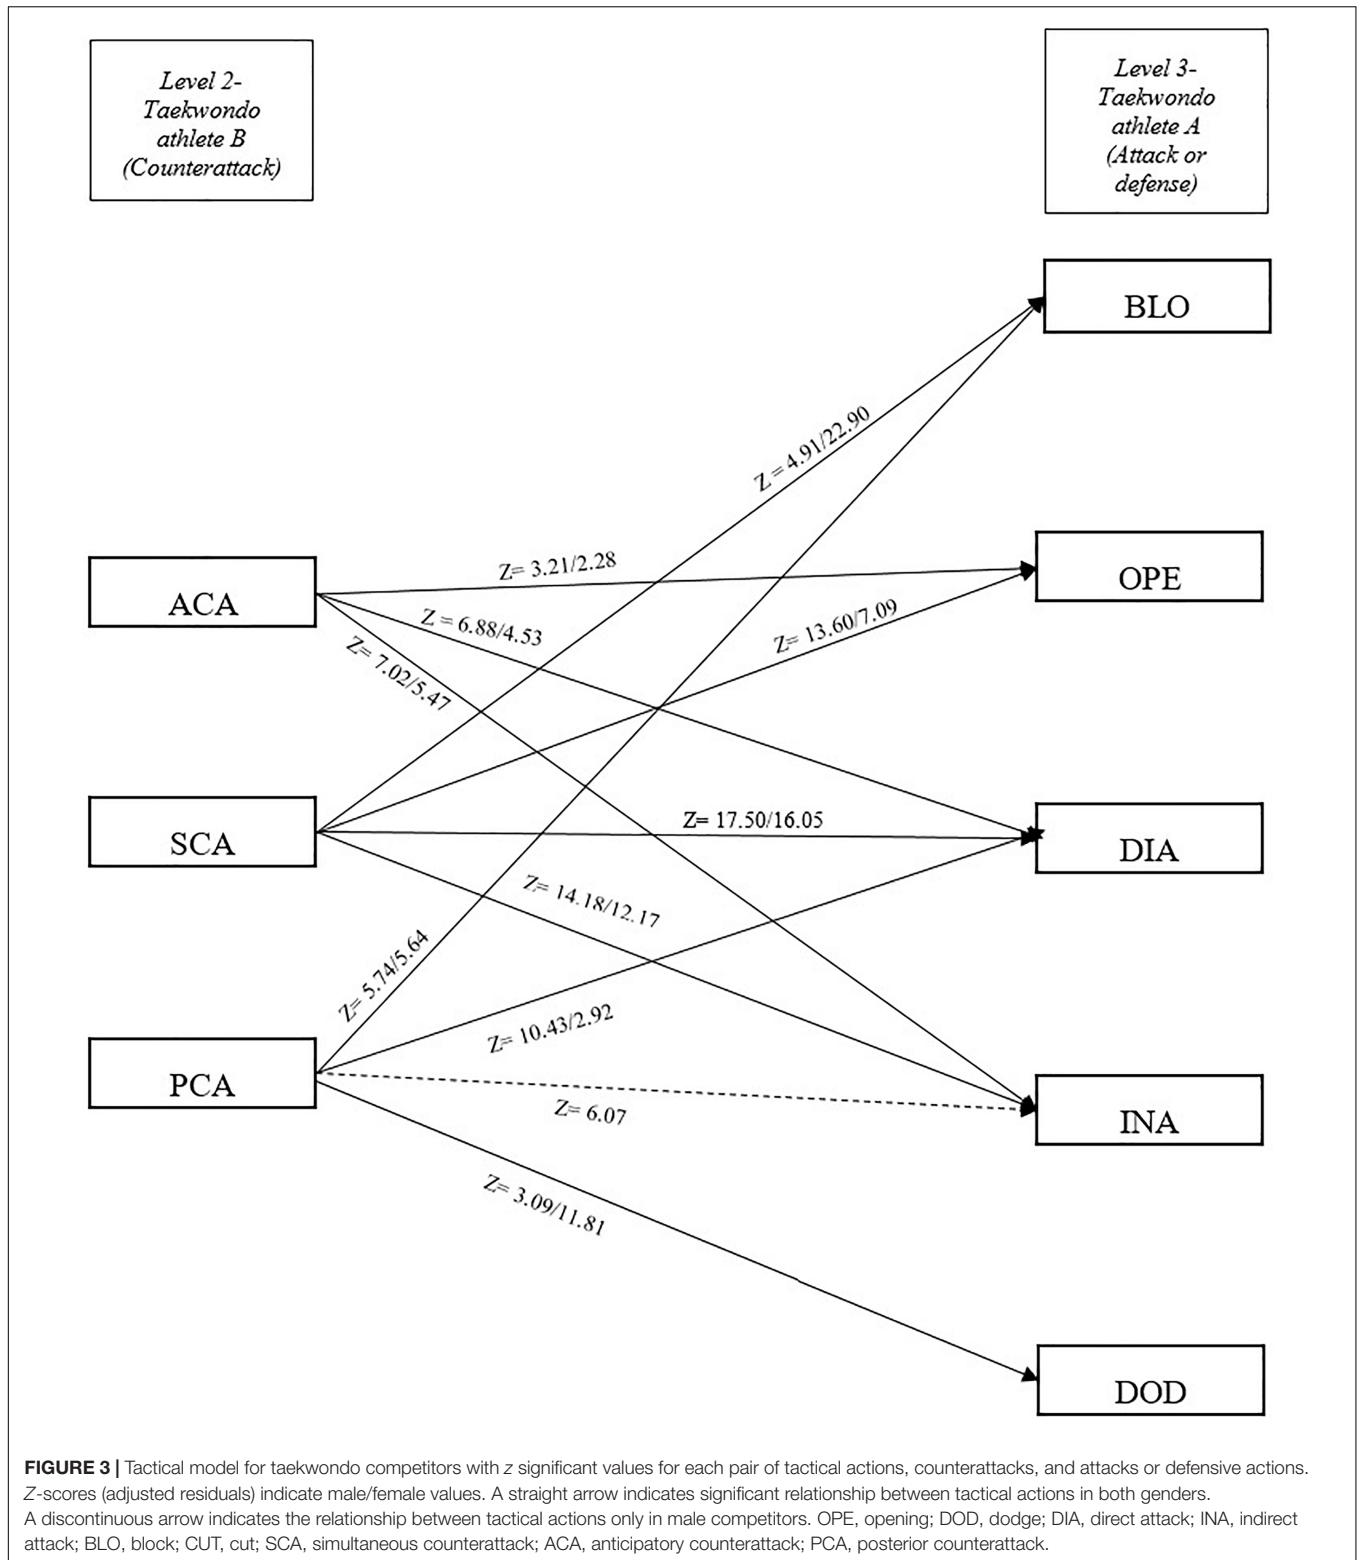 Level 2-
Taekwondo
athlete B
(Counterattack)
Level 3-
Taekwondo
athlete A
(Attack or
defense)
BLO
Z = 4.91/22.90
Z= 3.21/2.28
OPE
ACA
Z = 6.88/4.53
Z= 13.60/7.09
Z= 7.02/5.47
Z= 17.50/16.05
SCA
DIA
Z= 14.18/12.17
Z= 5.74/5.64
Z= 10.43/2.92
PCA
Z= 6.07
INA
Z= 3.09/11.81
DOD
FIGURE 3 | Tactical model for taekwondo competitors with z significant values for each pair of tactical actions, counterattacks, and attacks or defensive actions.
Z-scores (adjusted residuals) indicate male/female values. A straight arrow indicates significant relationship between tactical actions in both genders.
A discontinuous arrow indicates the relationship between tactical actions only in male competitors. OPE, opening; DOD, dodge; DIA, direct attack; INA, indirect
attack; BLO, block; CUT, cut; SCA, simultaneous counterattack; ACA, anticipatory counterattack; PCA, posterior counterattack.